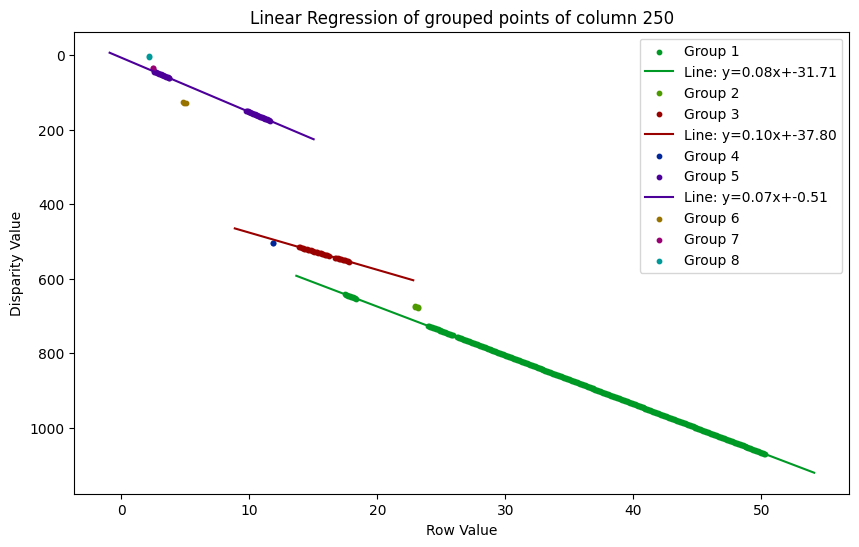 Linear Regression of grouped points of column 250
Group 1
Line: y=0.08x+-31.71
Group 2
Group 3
Line: y=0.10x+-37.80
Group 4
Group 5
Line: y=0.07x+-0.51
Group 6
Group 7
Group 8
Disparity Value
0
200
400
600
800
1000
0 10 20 30 40 50
Row Value